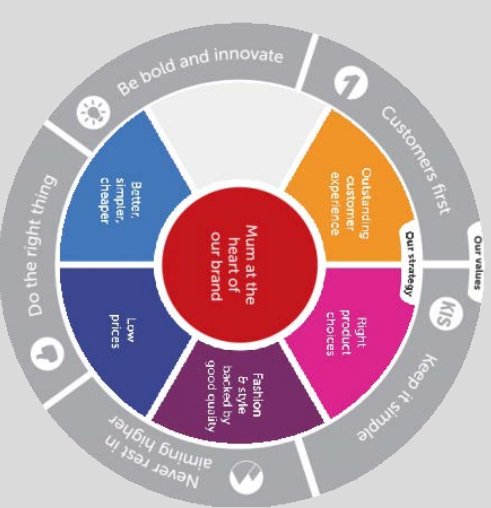 Our values
Our strategy
Customers first
Keep it simple
KIS
Never rest in
aiming higher
Do the right thing
Be bold and innovate
1
Outstanding
customer
experience
Right
product
choices
Fashion
& style
backed by
good quality
Low
prices
Better,
simpler,
cheaper
Mum at the
heart of
our brand